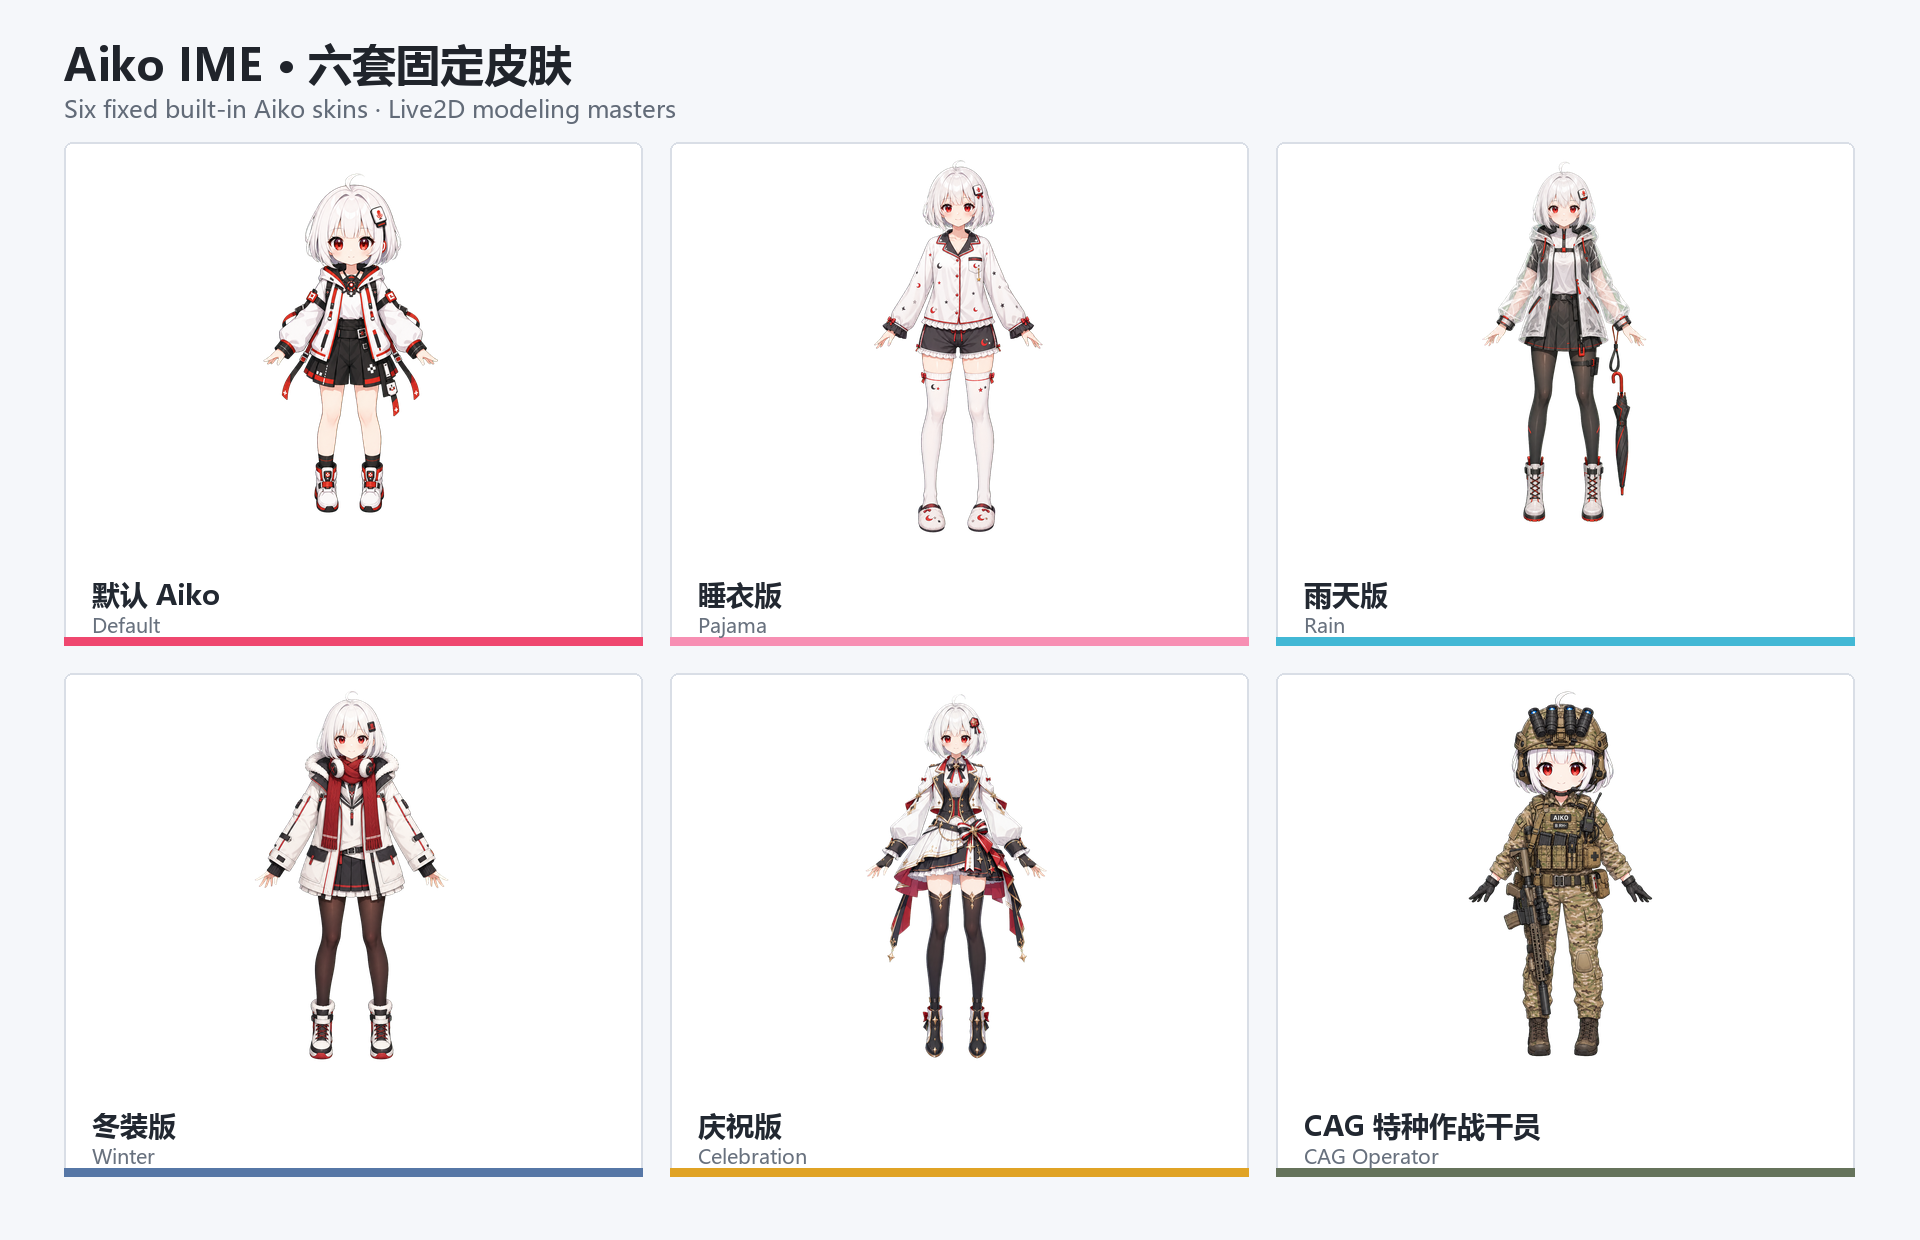 Aiko IME • 六套固定皮肤
Six fixed built-in Aiko skins · Live2D modeling masters
默认 Aiko
Default
睡衣版
Pajama
雨天版
Rain
冬装版
Winter
庆祝版
Celebration
AIKO
CAG 特种作战干员
CAG Operator